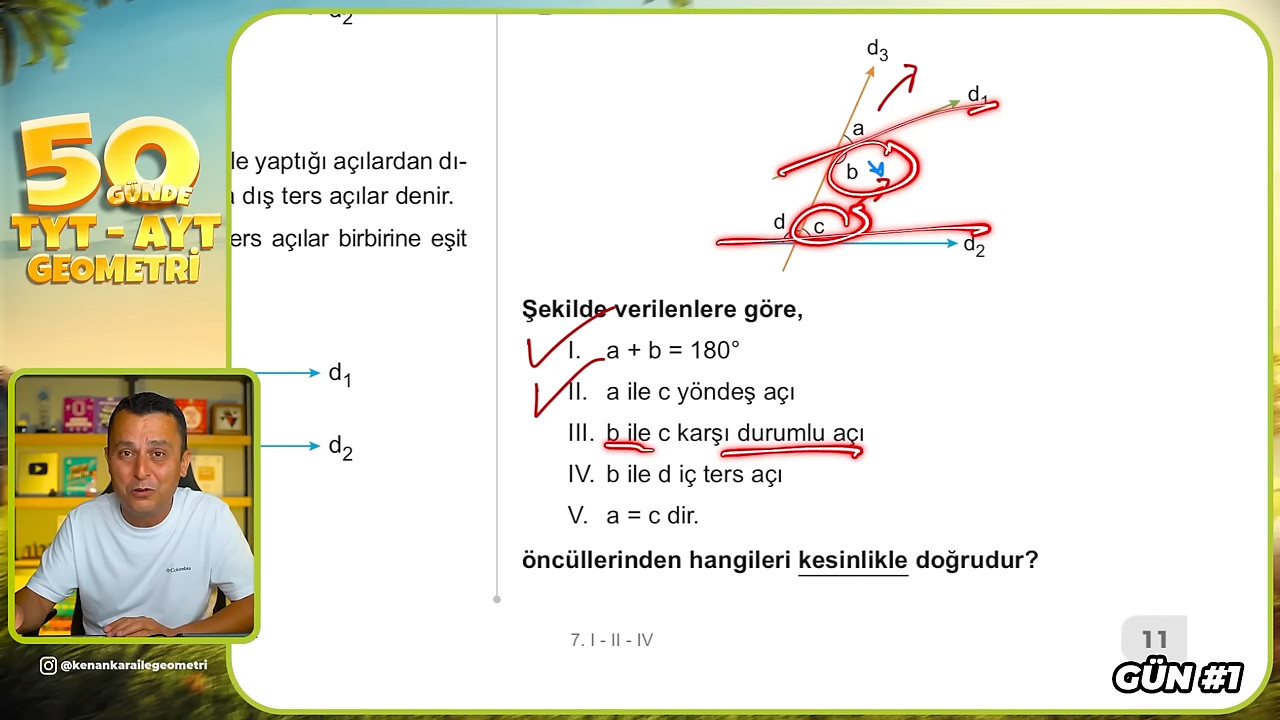 d2
50
GÜNDE
TYT - AYT
GEOMETRİ
le yaptığı açılardan dı-
dış ters açılar denir.
ers açılar birbirine eşit
d1
d2
d3
d1
a
b
d
c
d2
Şekilde verilenlere göre,
I. a + b = 180°
II. a ile c yöndeş açı
III. b ile c karşı durumlu açı
IV. b ile d iç ters açı
V. a = c dir.
öncüllerinden hangileri kesinlikle doğrudur?
7. I - II - IV
11
GÜN #1
Columbia
@kenankarailegeometri